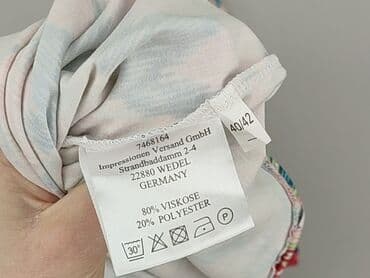 7468164
Impressionen Versand GmbH
Strandbaddamm 2-4
22880 WEDEL
GERMANY
80% VISKOSE
20% POLYESTER
30°
P
40/42